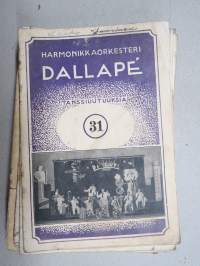 HARMONIKKAORKESTERI
DALLAPÉ
TANSSIUUTUUKSIA
31